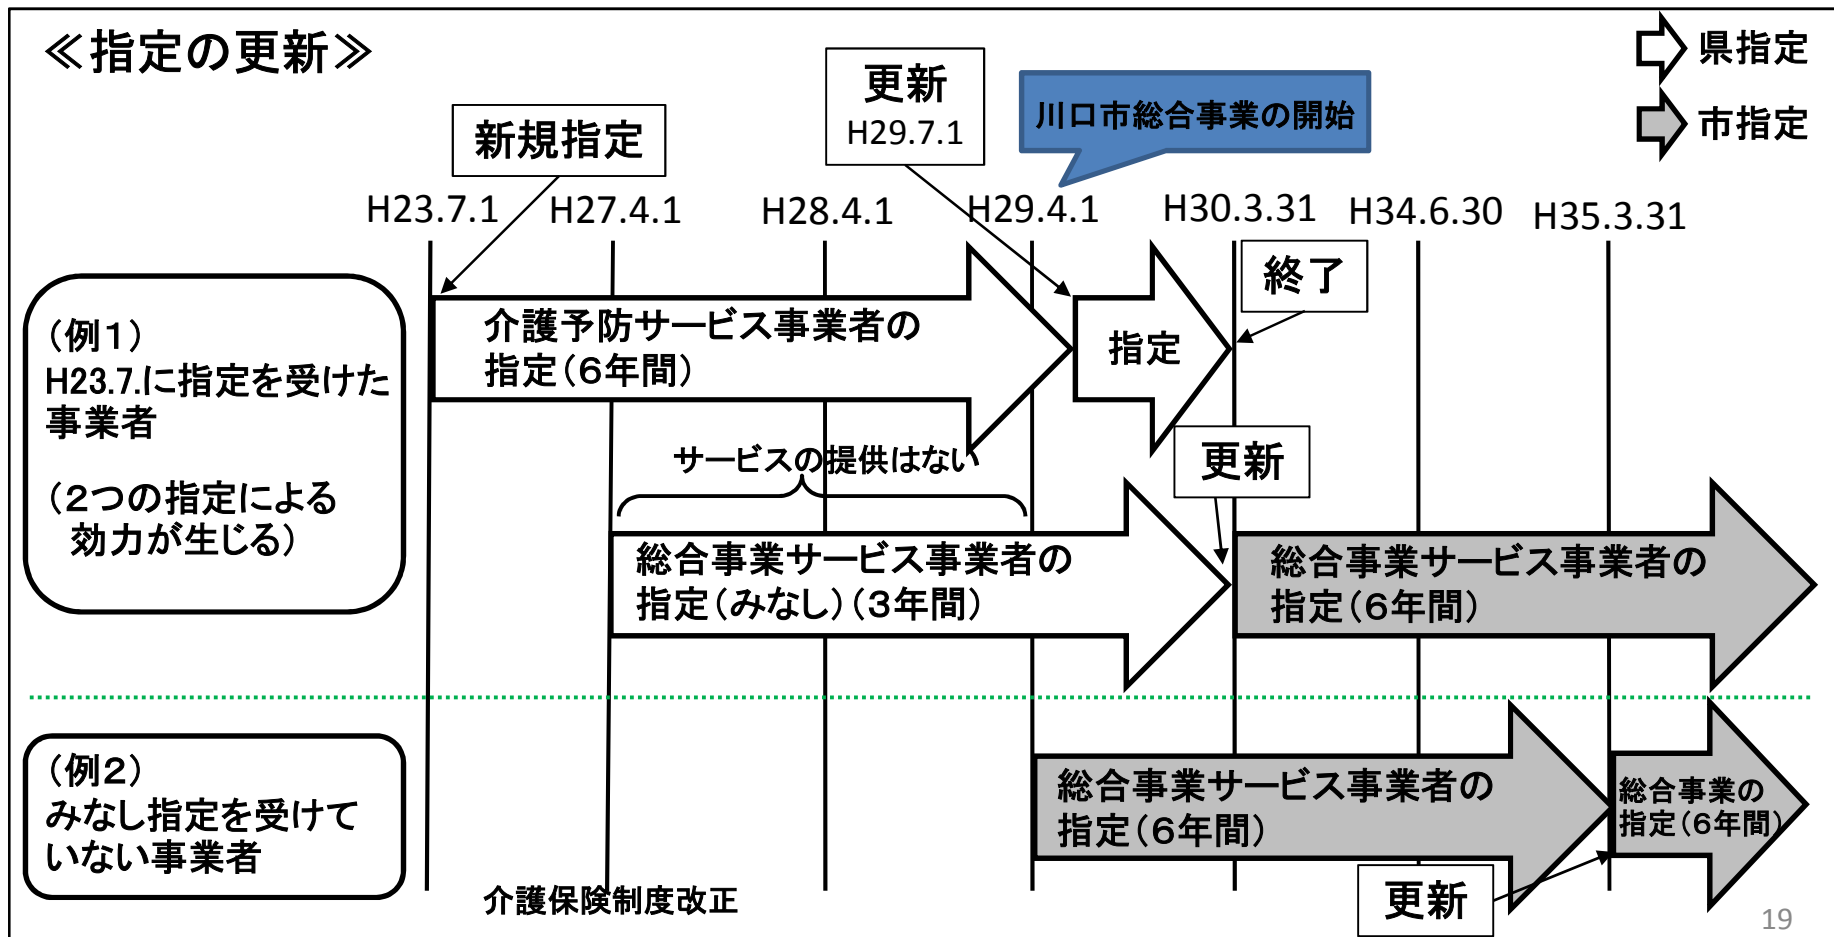 ≪指定の更新≫
県指定
市指定
新規指定
更新
H29.7.1
川口市総合事業の開始
H23.7.1
H27.4.1
H28.4.1
H29.4.1
H30.3.31
H34.6.30
H35.3.31
終了
（例１）
H23.7.に指定を受けた
事業者
（２つの指定による
効力が生じる）
介護予防サービス事業者の
指定（６年間）
指定
サービスの提供はない
更新
総合事業サービス事業者の
指定（みなし）（３年間）
総合事業サービス事業者の
指定（６年間）
（例２）
みなし指定を受けて
いない事業者
総合事業サービス事業者の
指定（６年間）
総合事業の
指定（６年間）
更新
介護保険制度改正
19